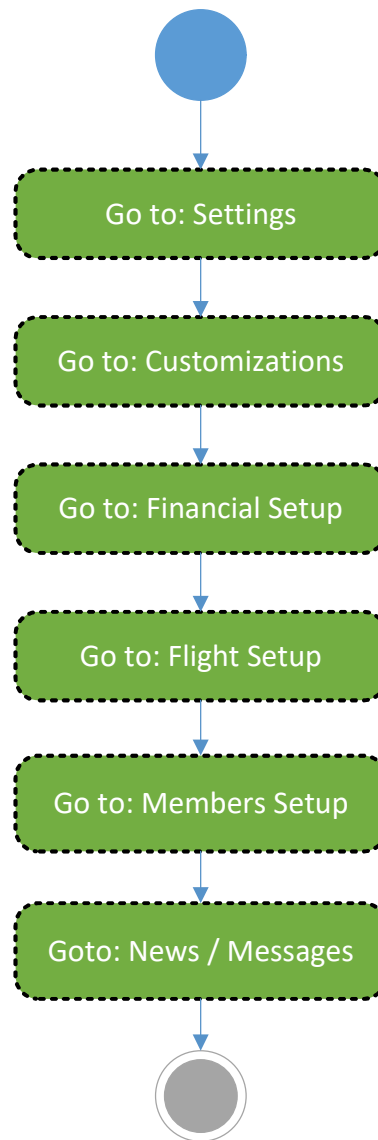 Go to: Settings
Go to: Customizations
Go to: Financial Setup
Go to: Flight Setup
Go to: Members Setup
Goto: News / Messages